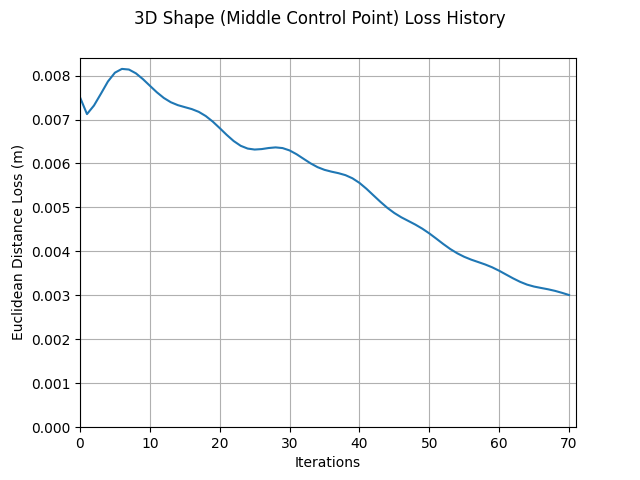 3D Shape (Middle Control Point) Loss History
0.008
0.007
0.006
0.005
0.004
0.003
0.002
0.001
0.000
Euclidean Distance Loss (m)
0 10 20 30 40 50 60 70
Iterations